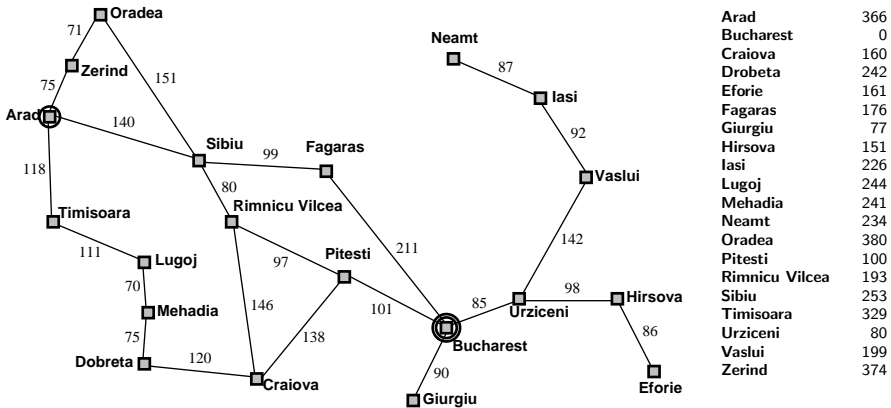 Oradea
71
Neamt
Zerind
87
75
151
Iasi
Arad
140
92
Sibiu
Fagaras
99
118
80
Vaslui
Timisoara
Rimnicu Vilcea
111
Lugoj
Pitesti
211
142
97
70
98
Mehadia
146
101
85
Hirsova
Urziceni
75
138
86
Bucharest
Dobreta
120
90
Craiova
Giurgiu
Eforie
Arad 366
Bucharest 0
Craiova 160
Drobeta 242
Eforie 161
Fagaras 176
Giurgiu 77
Hirsova 151
Iasi 226
Lugoj 244
Mehadia 241
Neamt 234
Oradea 380
Pitesti 100
Rimnicu Vilcea 193
Sibiu 253
Timisoara 329
Urziceni 80
Vaslui 199
Zerind 374